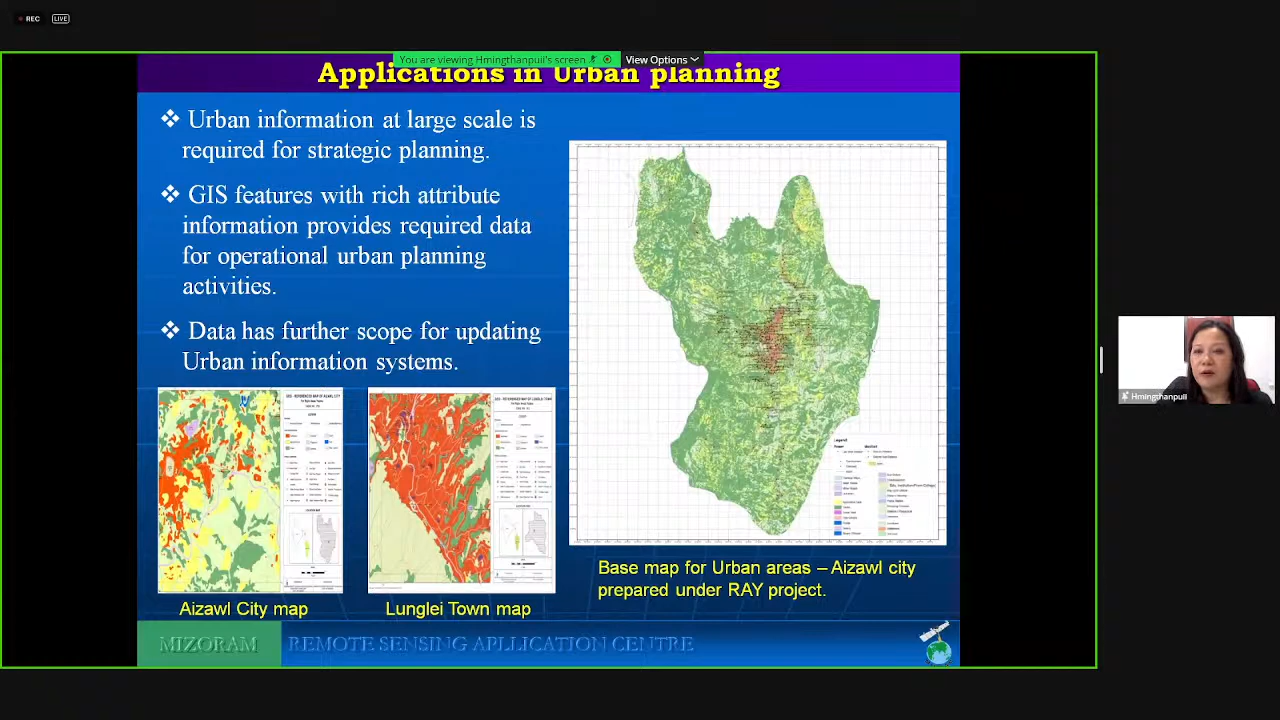 REC
LIVE
You are viewing Hmingthanpuii's screen
View Options
Applications in Urban planning
❖ Urban information at large scale is
required for strategic planning.
❖ GIS features with rich attribute
information provides required data
for operational urban planning
activities.
❖ Data has further scope for updating
Urban information systems.
Aizawl City map
Lunglei Town map
Base map for Urban areas – Aizawl city
prepared under RAY project.
MIZORAM
REMOTE SENSING APLLICATION CENTRE
Hmingthanpuii